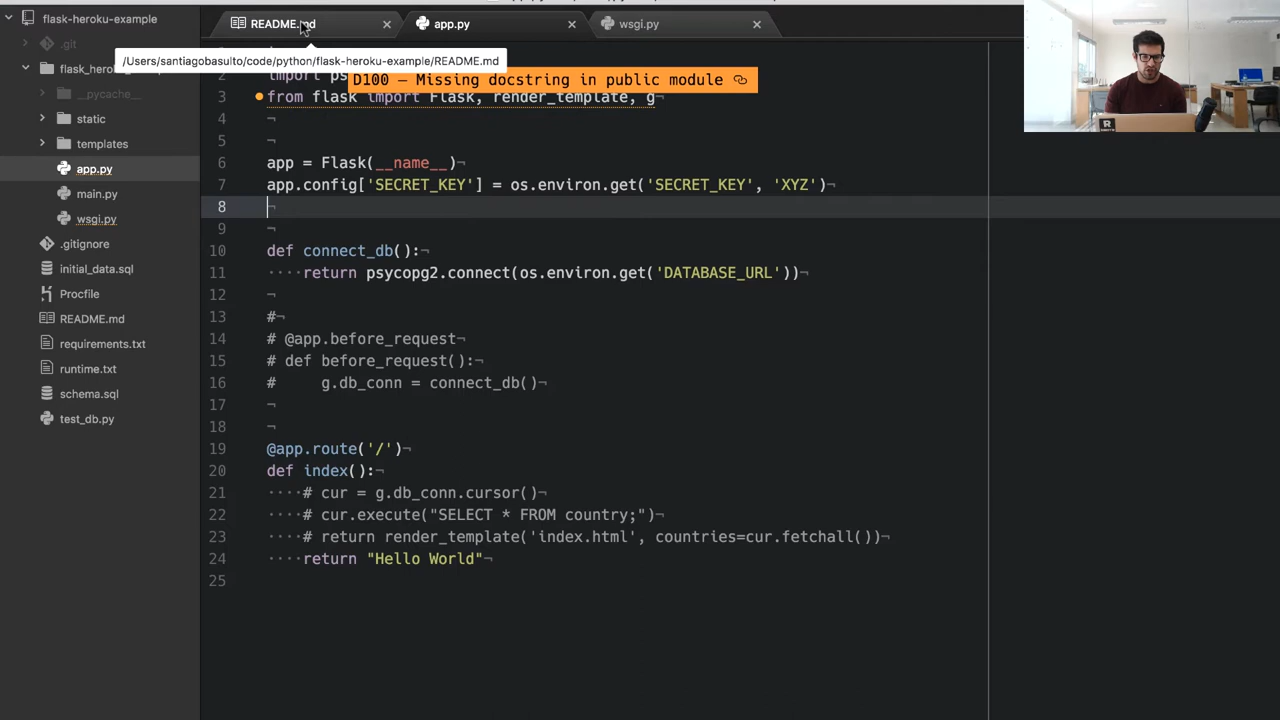 flask-heroku-example
README.md
app.py
wsgi.py
.git
flask_hero
/Users/santiagobasulto/code/python/flask-heroku-example/README.md
__pycache__
static
templates
app.py
main.py
wsgi.py
.gitignore
initial_data.sql
Procfile
README.md
requirements.txt
runtime.txt
schema.sql
test_db.py
2 import ps
D100 — Missing docstring in public module
3 from flask import Flask, render_template, g¬
4 ¬
5 ¬
6 app = Flask(__name__)¬
7 app.config['SECRET_KEY'] = os.environ.get('SECRET_KEY', 'XYZ')¬
8 ¬
9 ¬
10 def connect_db():¬
11 ····return psycopg2.connect(os.environ.get('DATABASE_URL'))¬
12 ¬
13 #¬
14 # @app.before_request¬
15 # def before_request():¬
16 #     g.db_conn = connect_db()¬
17 ¬
18 ¬
19 @app.route('/')¬
20 def index():¬
21 ····# cur = g.db_conn.cursor()¬
22 ····# cur.execute("SELECT * FROM country;")¬
23 ····# return render_template('index.html', countries=cur.fetchall())¬
24 ····return "Hello World"¬
25